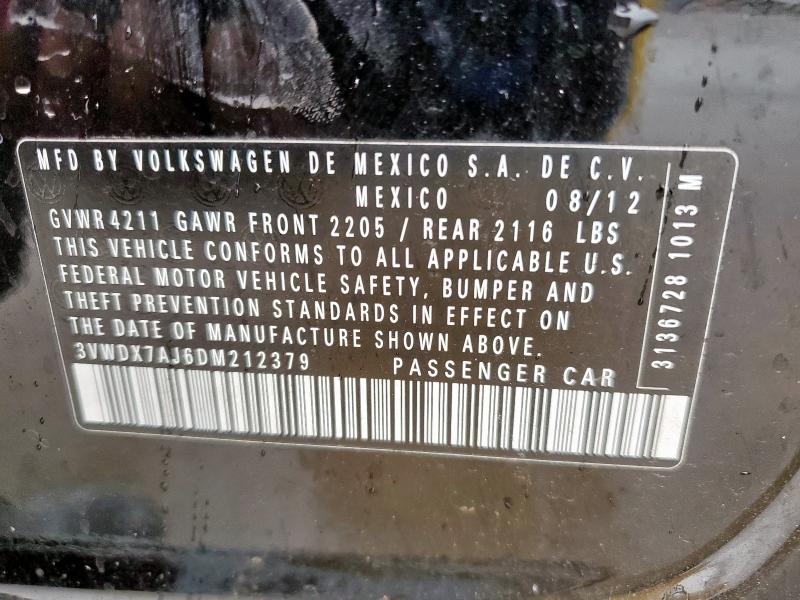 MFD BY VOLKSWAGEN DE MEXICO S.A. DE C.V.
MEXICO 08/12
GVWR 4211 GAWR FRONT 2205 / REAR 2116 LBS
THIS VEHICLE CONFORMS TO ALL APPLICABLE U.S.
FEDERAL MOTOR VEHICLE SAFETY, BUMPER AND
THEFT PREVENTION STANDARDS IN EFFECT ON
THE DATE OF MANUFACTURE SHOWN ABOVE.
3VWDX7AJ6DM212379 PASSENGER CAR
3136728 1013 M